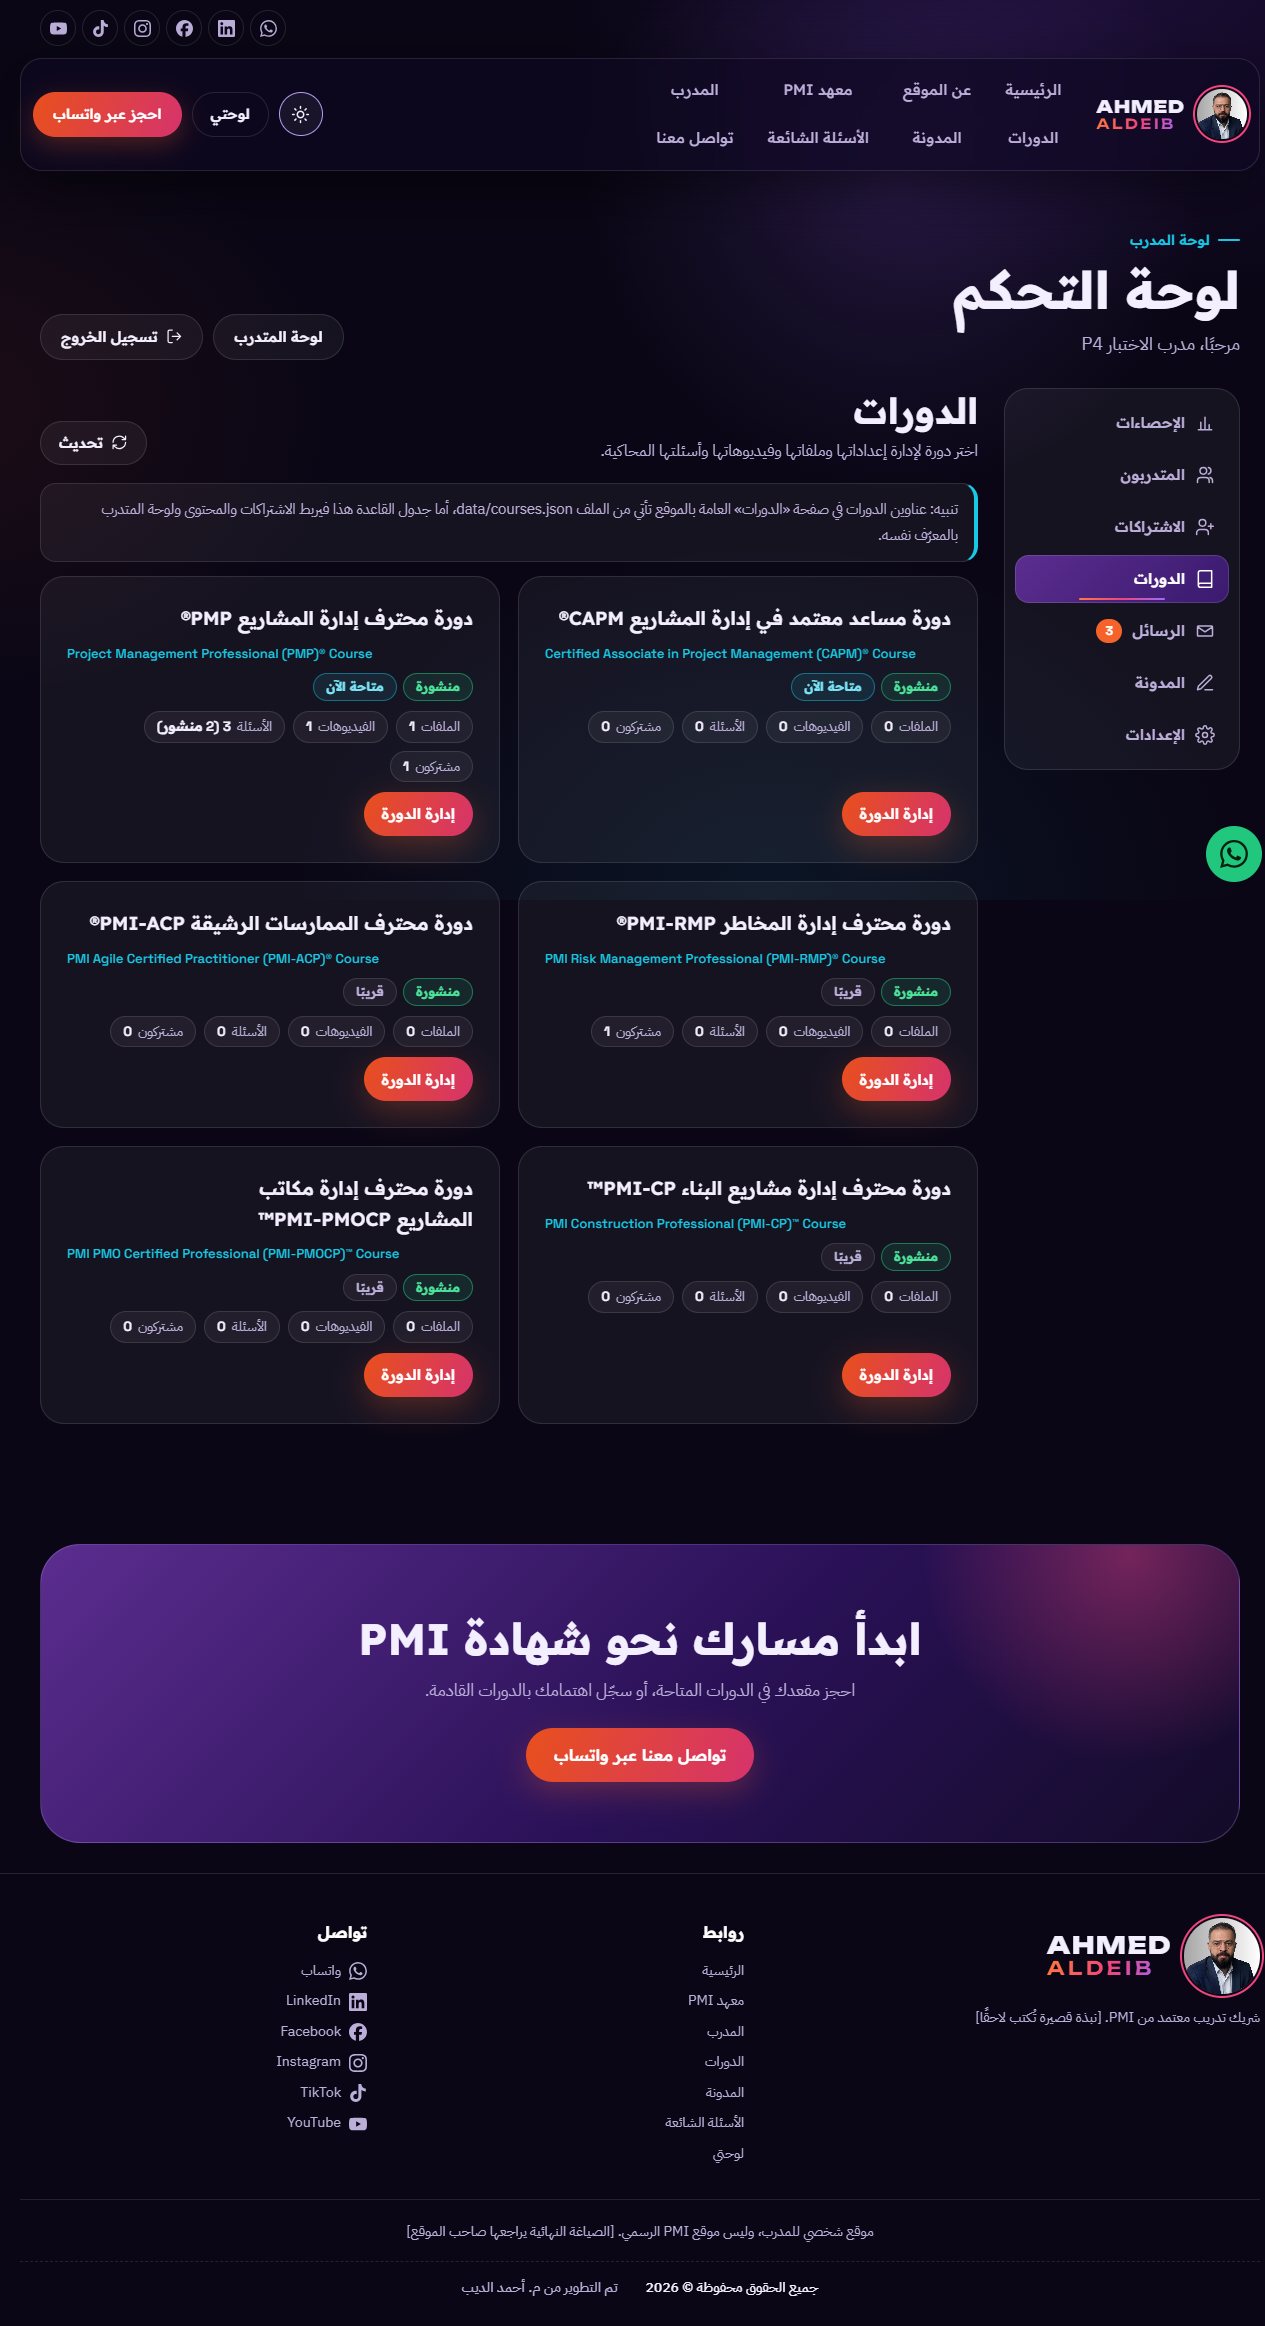 AHMED
ALDEIB
الرئيسية
عن الموقع
معهد PMI
المدرب
الدورات
المدونة
الأسئلة الشائعة
تواصل معنا
لوحتي
احجز عبر واتساب
لوحة المدرب
لوحة التحكم
مرحبًا، مدرب الاختبار P4
لوحة المتدرب
تسجيل الخروج
الإحصاءات
المتدربون
الاشتراكات
الدورات
الرسائل 3
المدونة
الإعدادات
الدورات
اختر دورة لإدارة إعداداتها وملفاتها وفيديوهاتها وأسئلتها المحاكية.
تحديث
تنبيه: عناوين الدورات في صفحة «الدورات» العامة بالموقع تأتي من الملف data/courses.json، أما جدول القاعدة هذا فيربط الاشتراكات والمحتوى ولوحة المتدرب
بالمعرّف نفسه.
دورة مساعد معتمد في إدارة المشاريع CAPM®
Certified Associate in Project Management (CAPM)® Course
منشورة
متاحة الآن
الملفات 0
الفيديوهات 0
الأسئلة 0
مشتركون 0
إدارة الدورة
دورة محترف إدارة المشاريع PMP®
Project Management Professional (PMP)® Course
منشورة
متاحة الآن
الملفات 1
الفيديوهات 1
الأسئلة 3 (2 منشور)
مشتركون 1
إدارة الدورة
دورة محترف إدارة المخاطر PMI-RMP®
PMI Risk Management Professional (PMI-RMP)® Course
منشورة
قريبًا
الملفات 0
الفيديوهات 0
الأسئلة 0
مشتركون 1
إدارة الدورة
دورة محترف الممارسات الرشيقة PMI-ACP®
PMI Agile Certified Practitioner (PMI-ACP)® Course
منشورة
قريبًا
الملفات 0
الفيديوهات 0
الأسئلة 0
مشتركون 0
إدارة الدورة
دورة محترف إدارة مشاريع البناء PMI-CP™
PMI Construction Professional (PMI-CP)™ Course
منشورة
قريبًا
الملفات 0
الفيديوهات 0
الأسئلة 0
مشتركون 0
إدارة الدورة
دورة محترف إدارة مكاتب
المشاريع PMI-PMOCP™
PMI PMO Certified Professional (PMI-PMOCP)™ Course
منشورة
قريبًا
الملفات 0
الفيديوهات 0
الأسئلة 0
مشتركون 0
إدارة الدورة
ابدأ مسارك نحو شهادة PMI
احجز مقعدك في الدورات المتاحة، أو سجّل اهتمامك بالدورات القادمة.
تواصل معنا عبر واتساب
AHMED
ALDEIB
شريك تدريب معتمد من PMI. [نبذة قصيرة تُكتب لاحقًا]
روابط
الرئيسية
معهد PMI
المدرب
الدورات
المدونة
الأسئلة الشائعة
لوحتي
تواصل
واتساب
LinkedIn
Facebook
Instagram
TikTok
YouTube
موقع شخصي للمدرب، وليس موقع PMI الرسمي. [الصياغة النهائية يراجعها صاحب الموقع]
جميع الحقوق محفوظة © 2026
تم التطوير من م. أحمد الديب